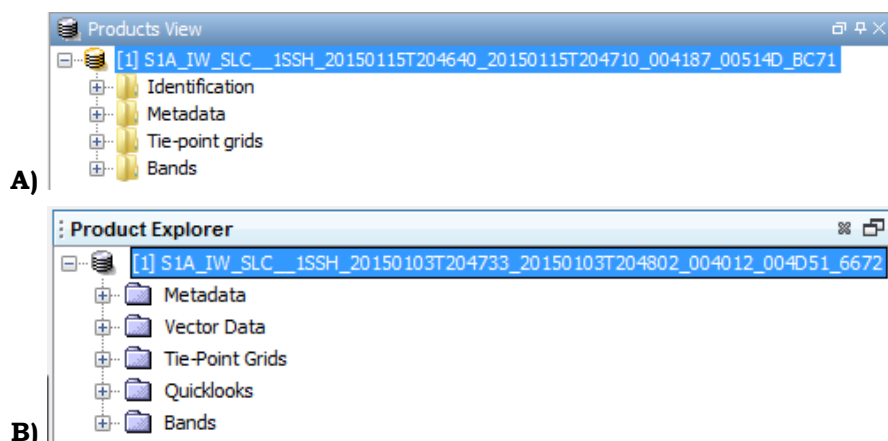 Products View
[1] S1A_IW_SLC__1SSH_20150115T204640_20150115T204710_004187_00514D_BC71
Identification
Metadata
Tie-point grids
Bands
A)
Product Explorer
[1] S1A_IW_SLC__1SSH_20150103T204733_20150103T204802_004012_004D51_6672
Metadata
Vector Data
Tie-Point Grids
Quicklooks
Bands
B)